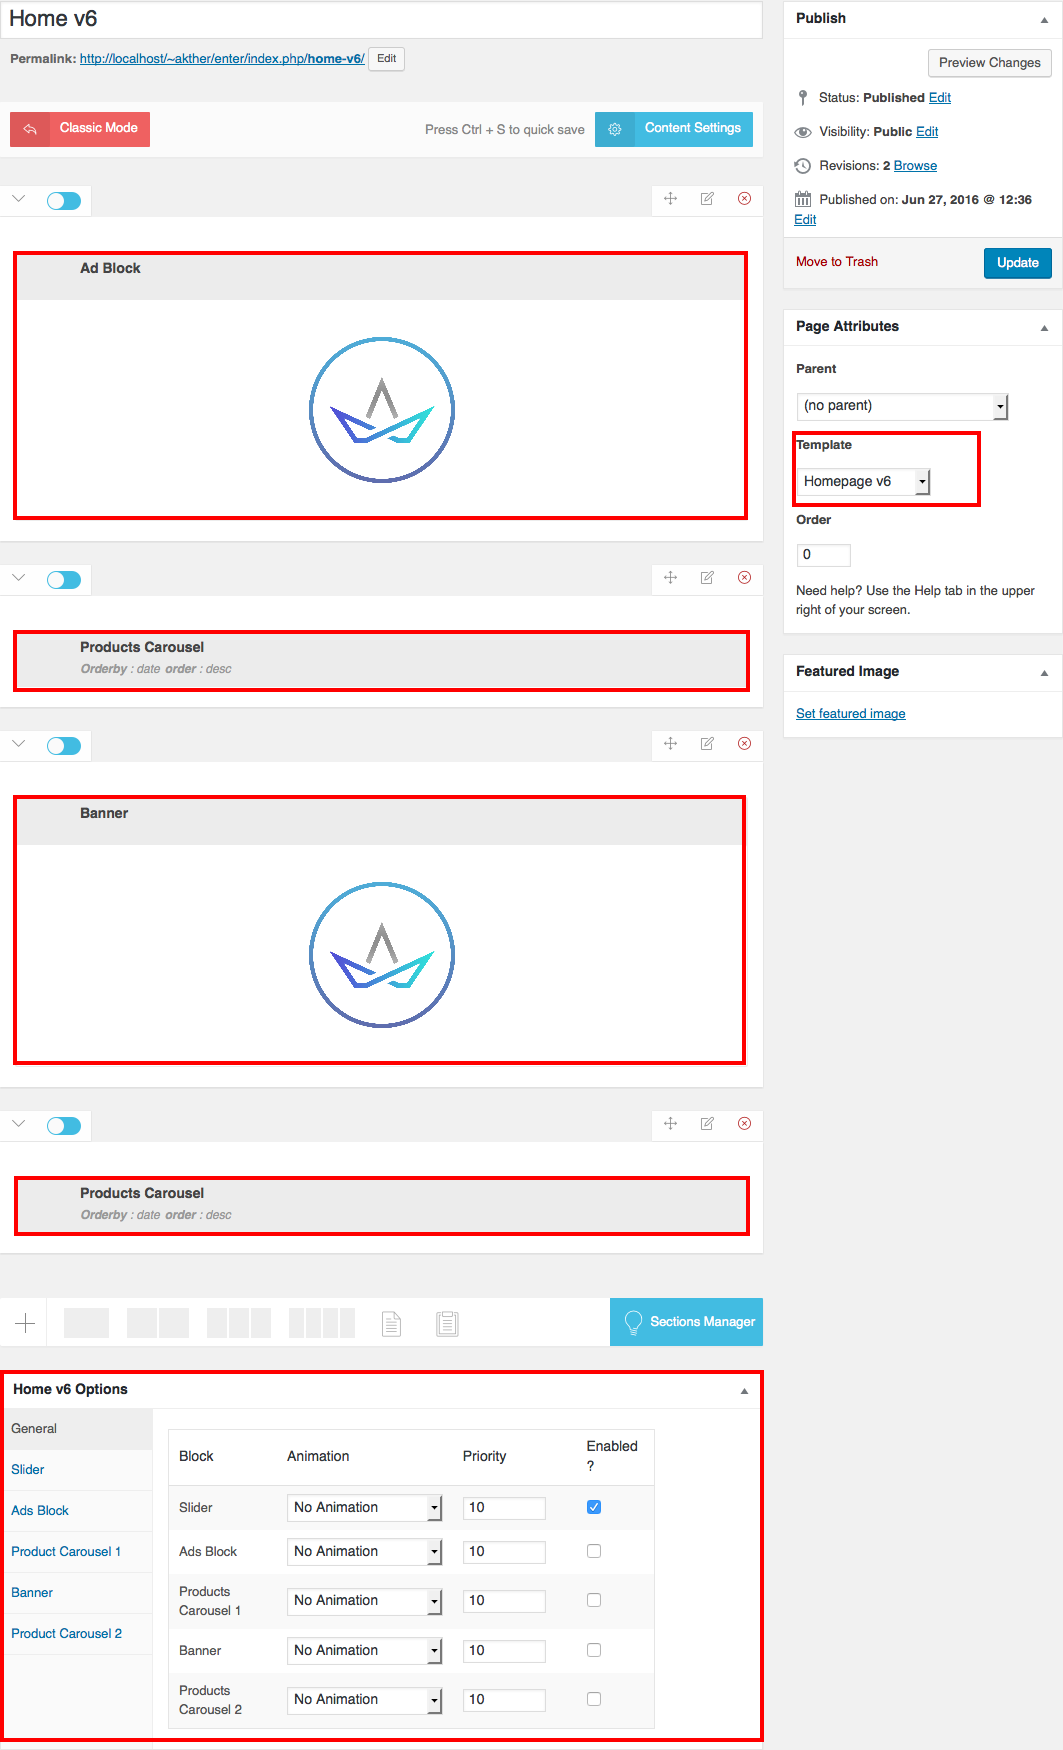 Home v6
Permalink: http://localhost/~akther/enter/index.php/home-v6/ Edit
Classic Mode
Press Ctrl + S to quick save
Content Settings
Ad Block
Products Carousel
Orderby : date order : desc
Banner
Products Carousel
Orderby : date order : desc
Sections Manager
Home v6 Options
General
Slider
Ads Block
Product Carousel 1
Banner
Product Carousel 2
Block Animation Priority Enabled
?
Slider No Animation 10
Ads Block No Animation 10
Products
Carousel 1 No Animation 10
Banner No Animation 10
Products
Carousel 2 No Animation 10
Publish
Preview Changes
Status: Published Edit
Visibility: Public Edit
Revisions: 2 Browse
Published on: Jun 27, 2016 @ 12:36
Edit
Move to Trash
Update
Page Attributes
Parent
(no parent)
Template
Homepage v6
Order
0
Need help? Use the Help tab in the upper
right of your screen.
Featured Image
Set featured image